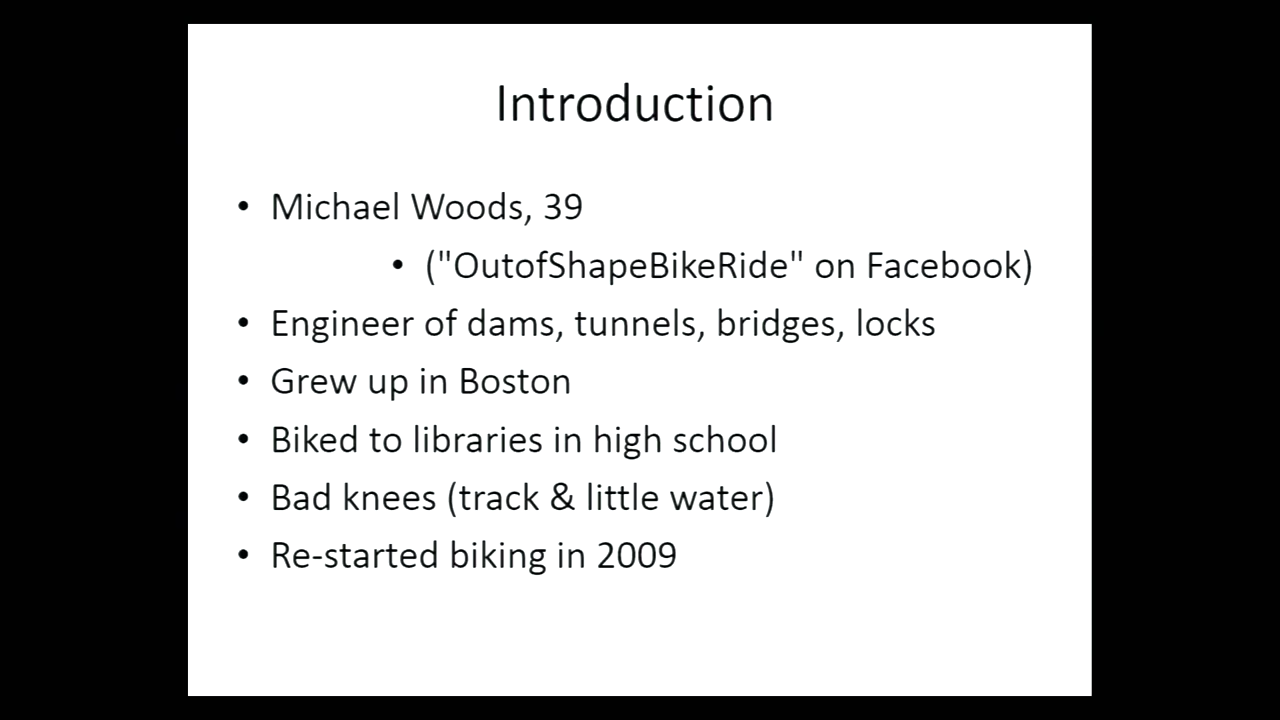 Introduction
• Michael Woods, 39
• ("OutofShapeBikeRide" on Facebook)
• Engineer of dams, tunnels, bridges, locks
• Grew up in Boston
• Biked to libraries in high school
• Bad knees (track & little water)
• Re-started biking in 2009